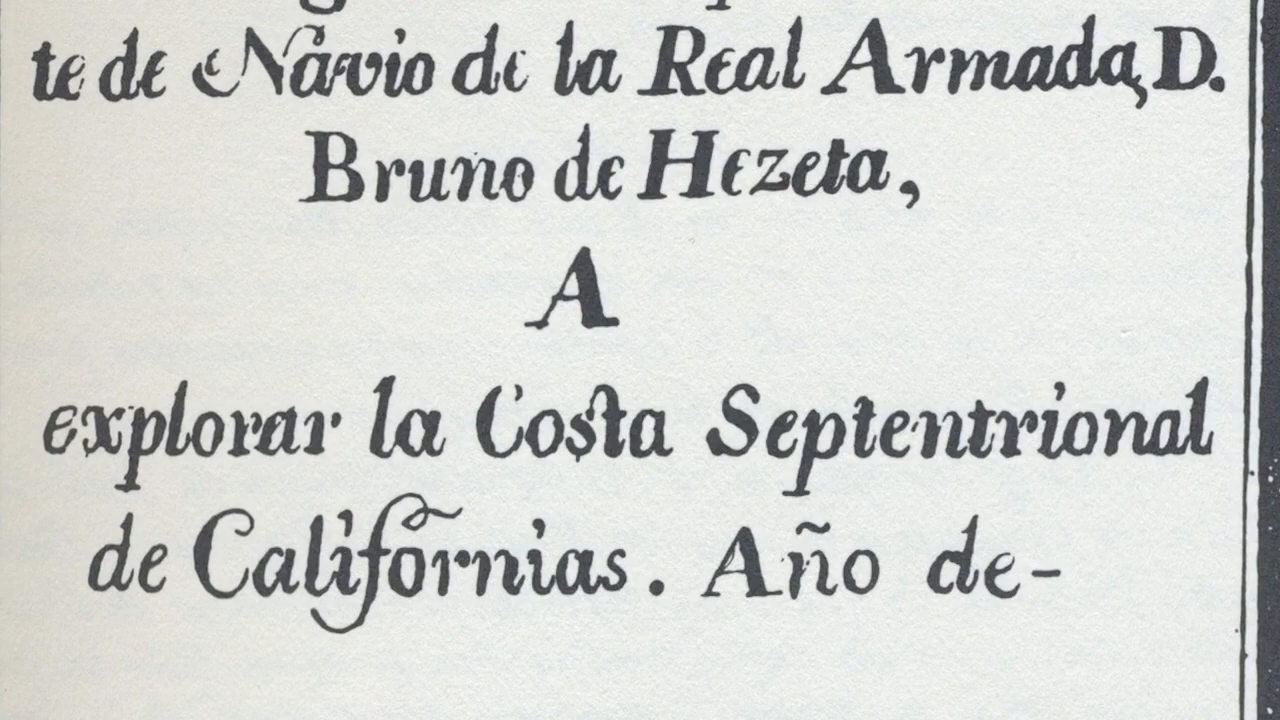 te de Navio de la Real Armada, D.
Bruno de Hezeta,
A
explorar la Costa Septentrional
de Californias. Año de-